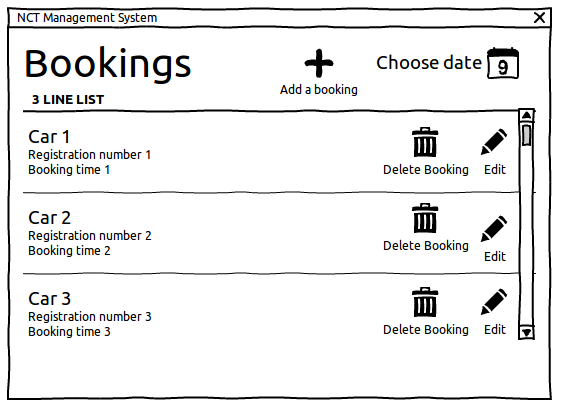 NCT Management System
Bookings
Add a booking
Choose date
9
3 LINE LIST
Car 1
Registration number 1
Booking time 1
Delete Booking
Edit
Car 2
Registration number 2
Booking time 2
Delete Booking
Edit
Car 3
Registration number 3
Booking time 3
Delete Booking
Edit